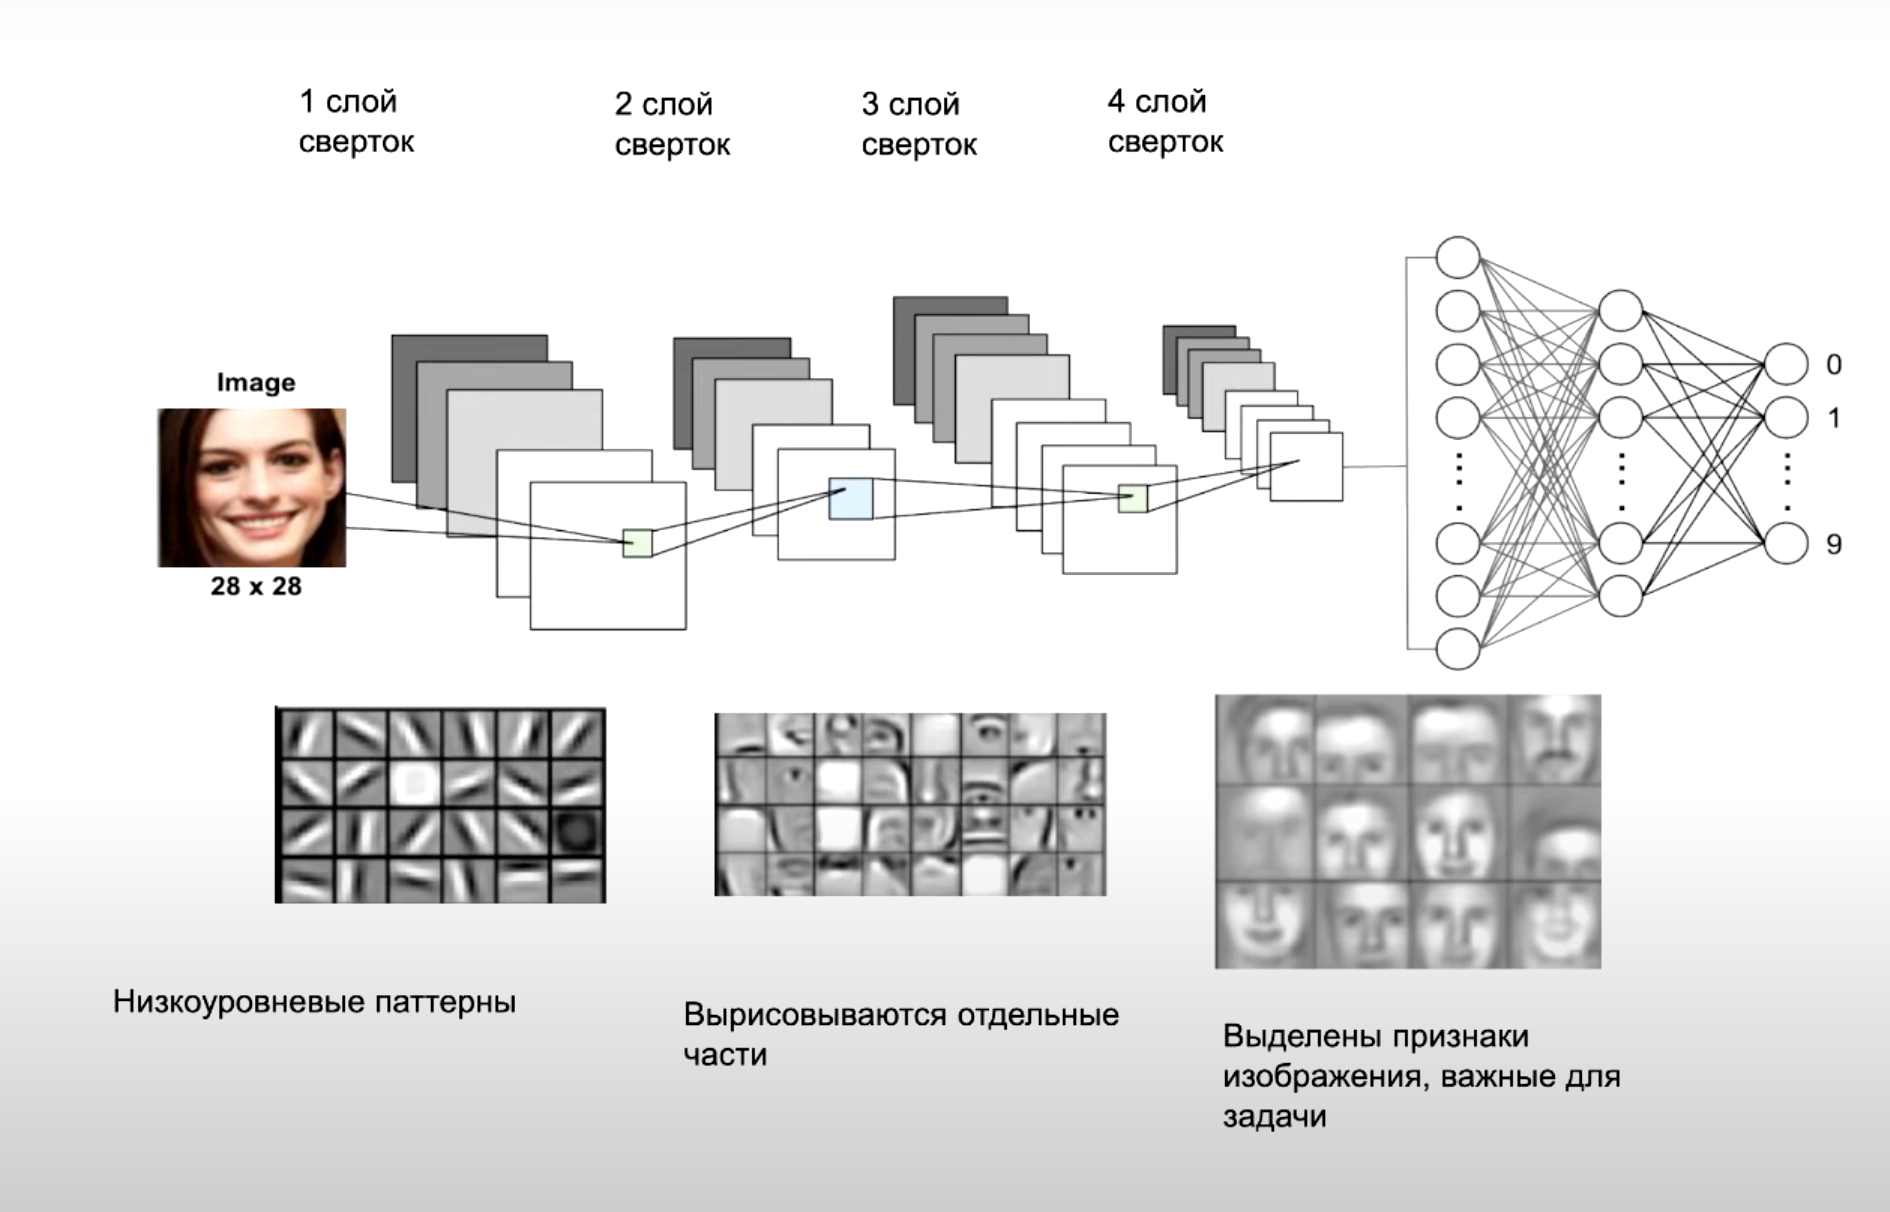 1 слой
сверток
2 слой
сверток
3 слой
сверток
4 слой
сверток
Image
28 x 28
0
1
9
Низкоуровневые паттерны
Вырисовываются отдельные
части
Выделены признаки
изображения, важные для
задачи